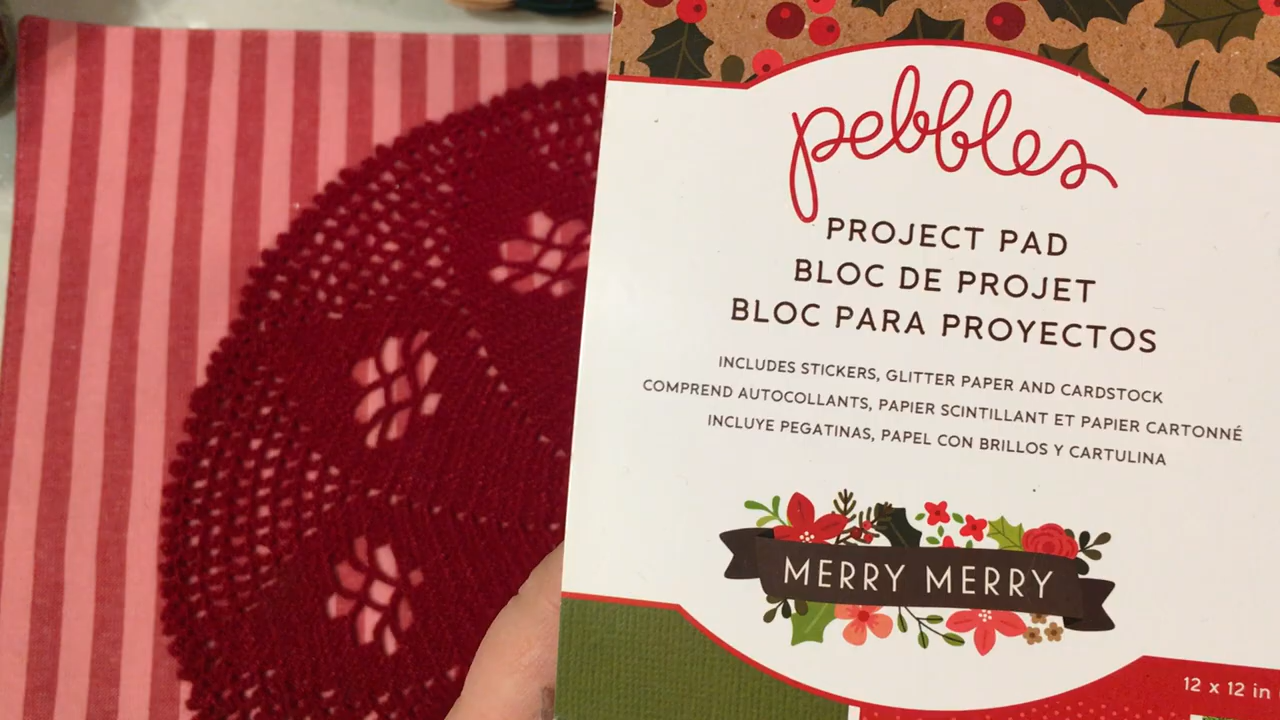 pebbles
PROJECT PAD
BLOC DE PROJET
BLOC PARA PROYECTOS
INCLUDES STICKERS, GLITTER PAPER AND CARDSTOCK
COMPREND AUTOCOLLANTS, PAPIER SCINTILLANT ET PAPIER CARTONNÉ
INCLUYE PEGATINAS, PAPEL CON BRILLOS Y CARTULINA
MERRY MERRY
12 x 12 in